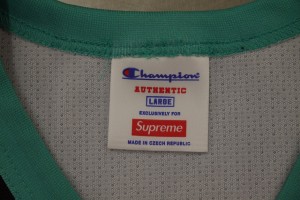 Champion
AUTHENTIC
LARGE
EXCLUSIVELY FOR
Supreme
MADE IN CZECH REPUBLIC